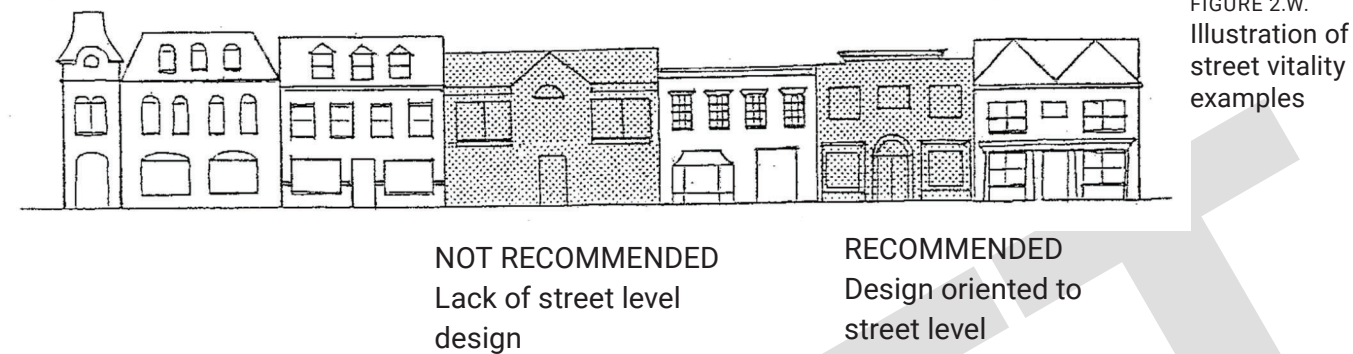 FIGURE 2.W.
Illustration of
street vitality
examples
NOT RECOMMENDED
Lack of street level
design
RECOMMENDED
Design oriented to
street level